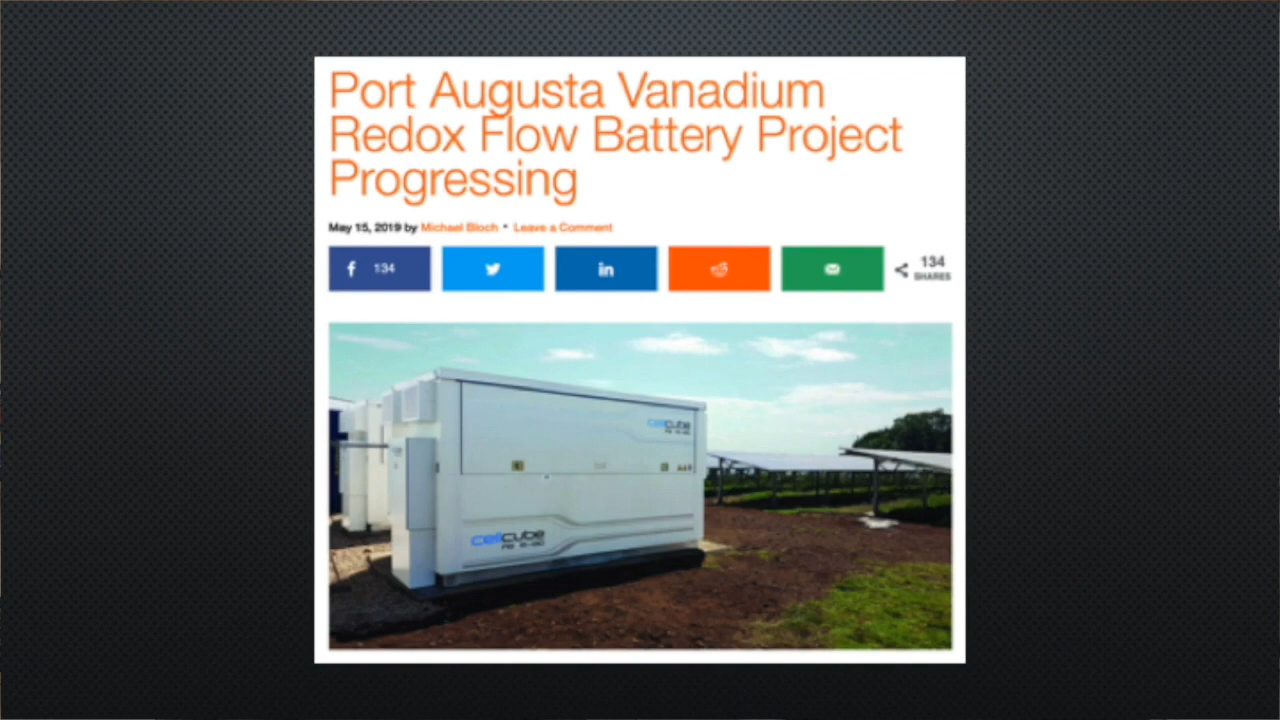 Port Augusta Vanadium
Redox Flow Battery Project
Progressing
May 15, 2019 by Michael Bloch • Leave a Comment
f 134
in
134
SHARES
cellcube
cellcube